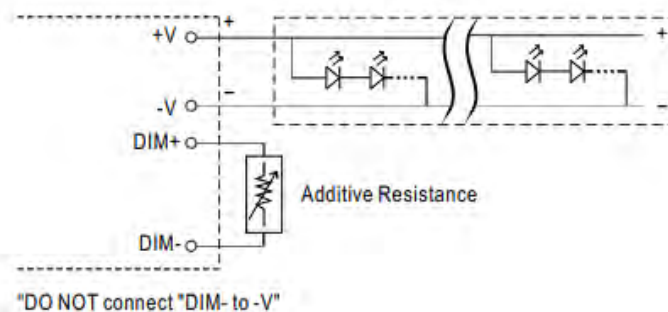 +
+V
+
-V
−
−
DIM+
Additive Resistance
DIM-
"DO NOT connect "DIM- to -V"